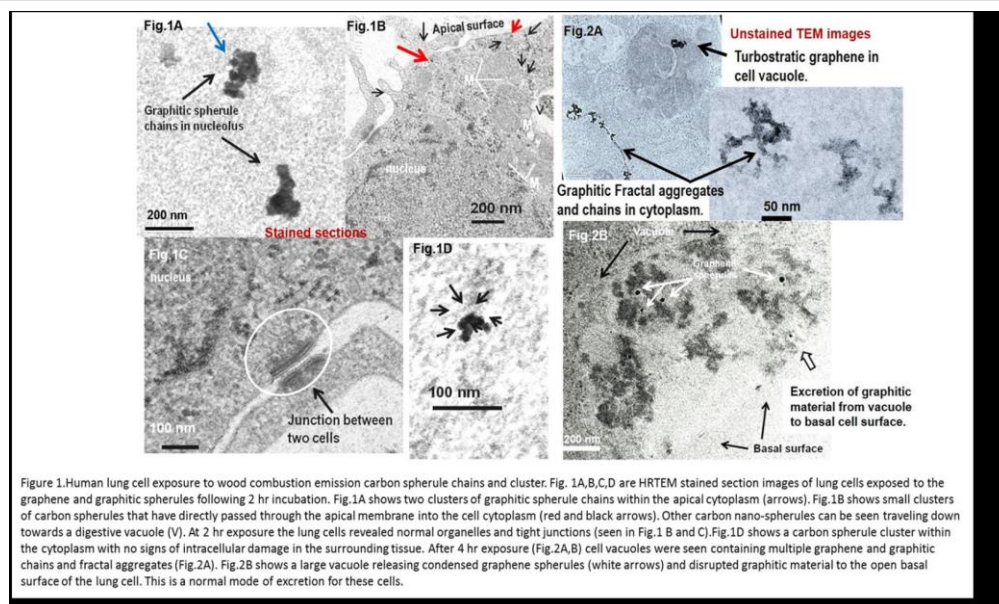 Fig.1A
Graphitic spherule
chains in nucleolus
200 nm
Stained sections
Fig.1B
Apical surface
M
nucleus
M
V
M
200 nm
Fig.2A
Unstained TEM images
Turbostratic graphene in
cell vacuole.
Graphitic Fractal aggregates
and chains in cytoplasm.
50 nm
Fig.1C
nucleus
Junction between
two cells
100 nm
Fig.1D
100 nm
Fig.2B
Vacuole
Graphene
spherules
Excretion of graphitic
material from vacuole
to basal cell surface.
Basal surface
200 nm
Figure 1.Human lung cell exposure to wood combustion emission carbon spherule chains and cluster. Fig. 1A,B,C,D are HRTEM stained section images of lung cells exposed to the
graphene and graphitic spherules following 2 hr incubation. Fig.1A shows two clusters of graphitic spherule chains within the apical cytoplasm (arrows). Fig.1B shows small clusters
of carbon spherules that have directly passed through the apical membrane into the cell cytoplasm (red and black arrows). Other carbon nano-spherules can be seen traveling down
towards a digestive vacuole (V). At 2 hr exposure the lung cells revealed normal organelles and tight junctions (seen in Fig.1 B and C).Fig.1D shows a carbon spherule cluster within
the cytoplasm with no signs of intracellular damage in the surrounding tissue. After 4 hr exposure (Fig.2A,B) cell vacuoles were seen containing multiple graphene and graphitic
chains and fractal aggregates (Fig.2A). Fig.2B shows a large vacuole releasing condensed graphene spherules (white arrows) and disrupted graphitic material to the open basal
surface of the lung cell. This is a normal mode of excretion for these cells.